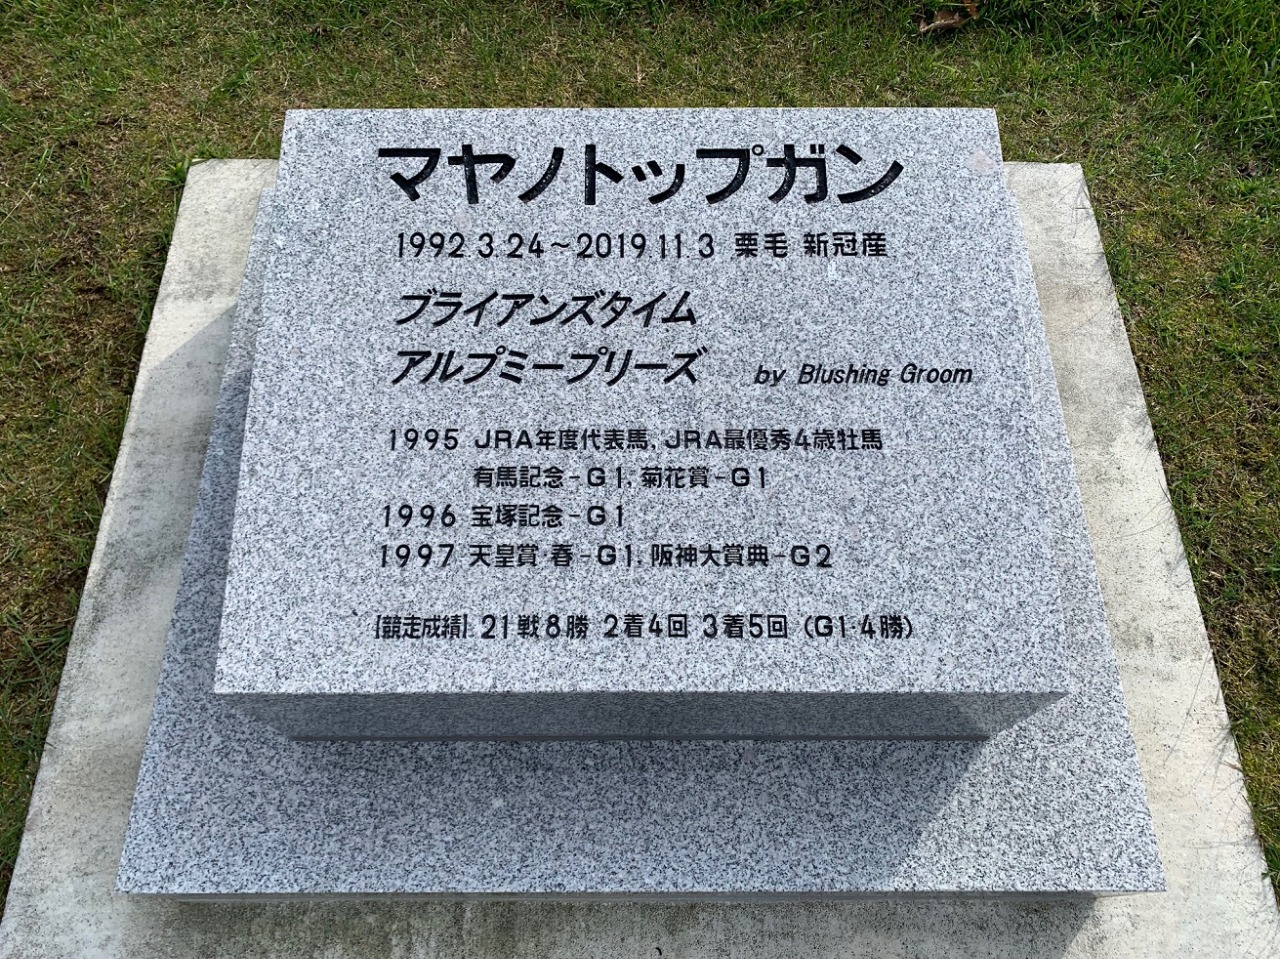 マヤノトップガン
1992 3.24～2019.11.3 栗毛 新冠産
ブライアンズタイム
アルプミープリーズ by Blushing Groom
1995 JRA年度代表馬, JRA最優秀4歳牡馬
有馬記念-G1, 菊花賞-G1
1996 宝塚記念-G1
1997 天皇賞 春-G1, 阪神大賞典-G2
[競走成績] 21戦8勝 2着4回 3着5回 (G1·4勝)